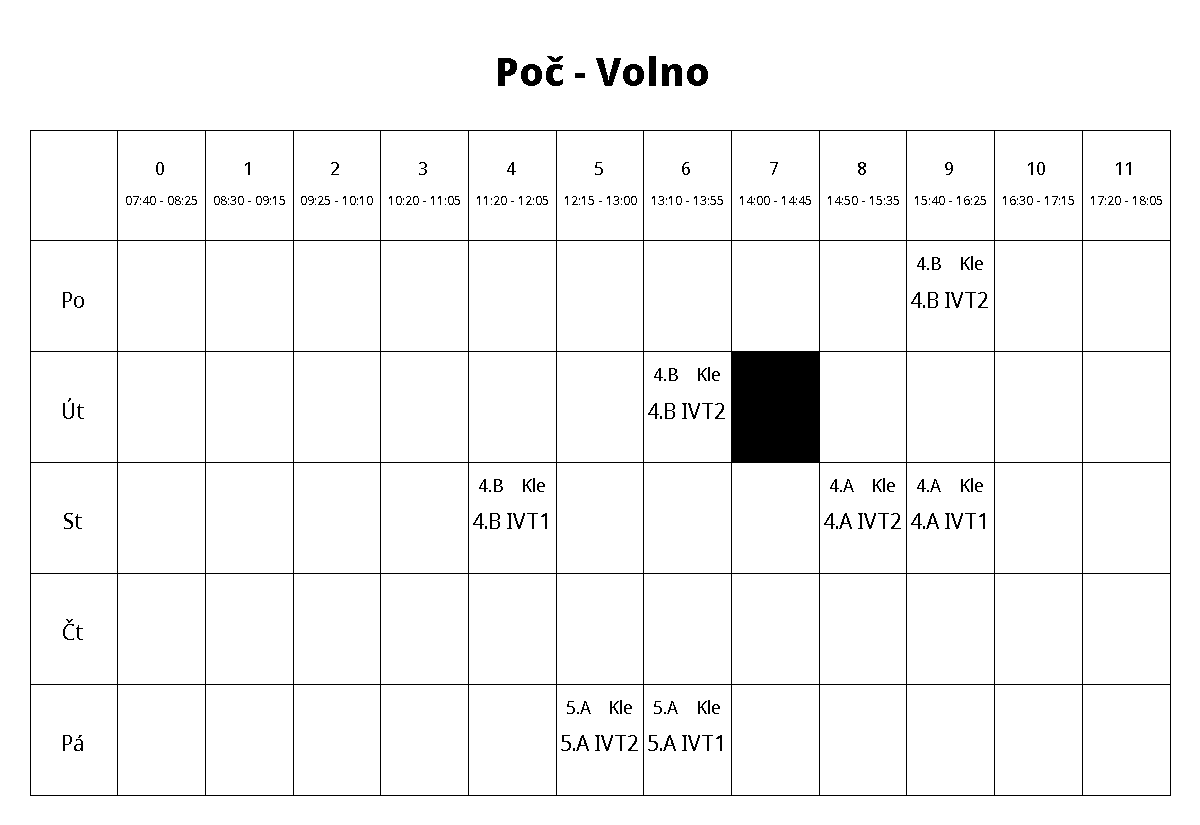 Poč - Volno
0 1 2 3 4 5 6 7 8 9 10 11
07:40 - 08:25 08:30 - 09:15 09:25 - 10:10 10:20 - 11:05 11:20 - 12:05 12:15 - 13:00 13:10 - 13:55 14:00 - 14:45 14:50 - 15:35 15:40 - 16:25 16:30 - 17:15 17:20 - 18:05
4.B Kle
Po 4.B IVT2
4.B Kle
Út 4.B IVT2
4.B Kle 4.A Kle 4.A Kle
St 4.B IVT1 4.A IVT2 4.A IVT1
Čt
5.A Kle 5.A Kle
Pá 5.A IVT2 5.A IVT1